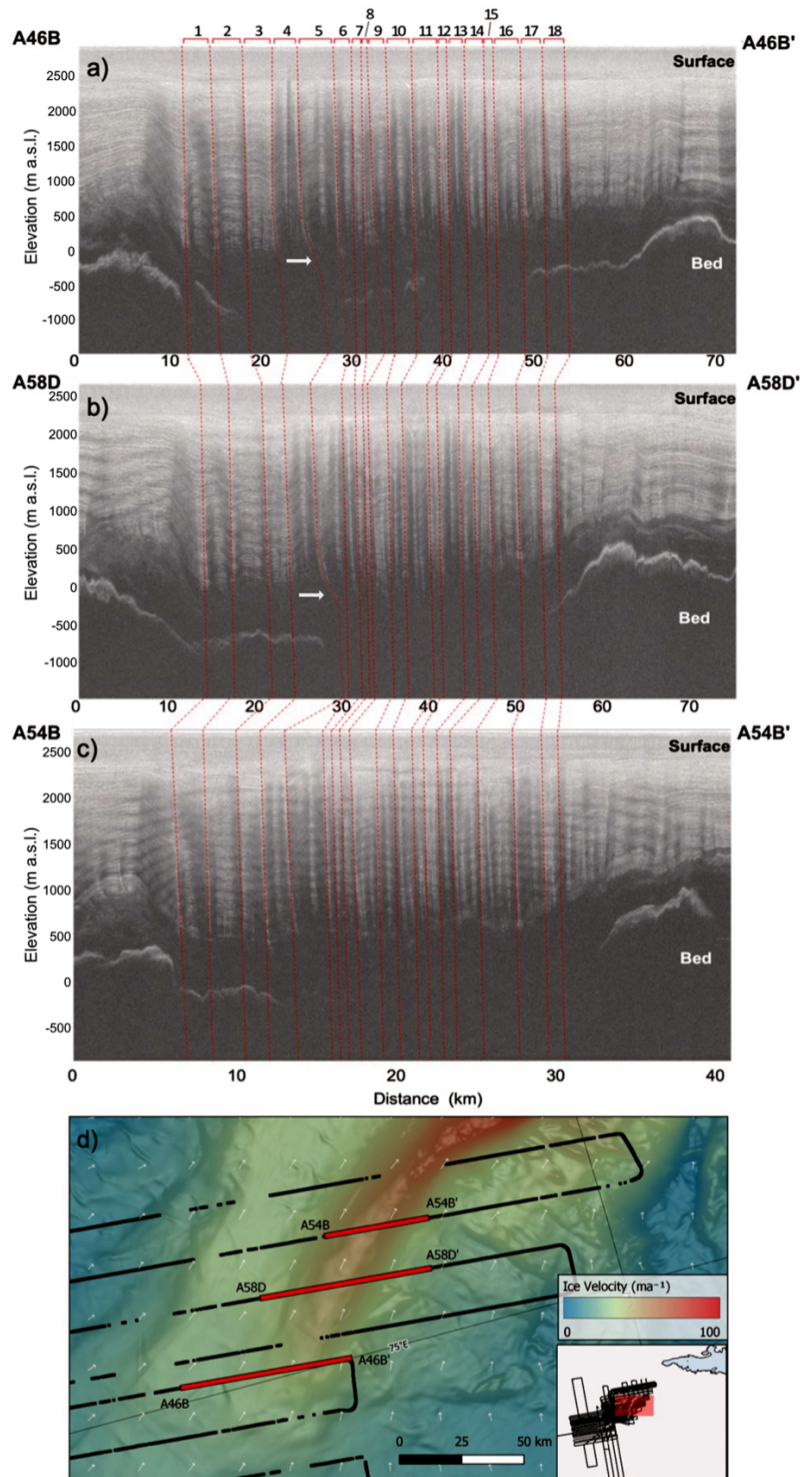 8 15
1 2 3 4 5 6 7 9 10 11 12 13 14 16 17 18
A46B A46B'
a) Surface
2500
2000
1500
1000
500
0
-500
-1000
Elevation (m a.s.l.)
Bed
0 10 20 30 40 50 60 70
A58D A58D'
b) Surface
2500
2000
1500
1000
500
0
-500
-1000
Elevation (m a.s.l.)
Bed
0 10 20 30 40 50 60 70
A54B A54B'
c) Surface
2500
2000
1500
1000
500
0
-500
Elevation (m a.s.l.)
Bed
0 10 20 30 40
Distance (km)
d)
A54B A54B'
A58D A58D'
75°E
A46B A46B'
Ice Velocity (ma⁻¹)
0 100
0 25 50 km